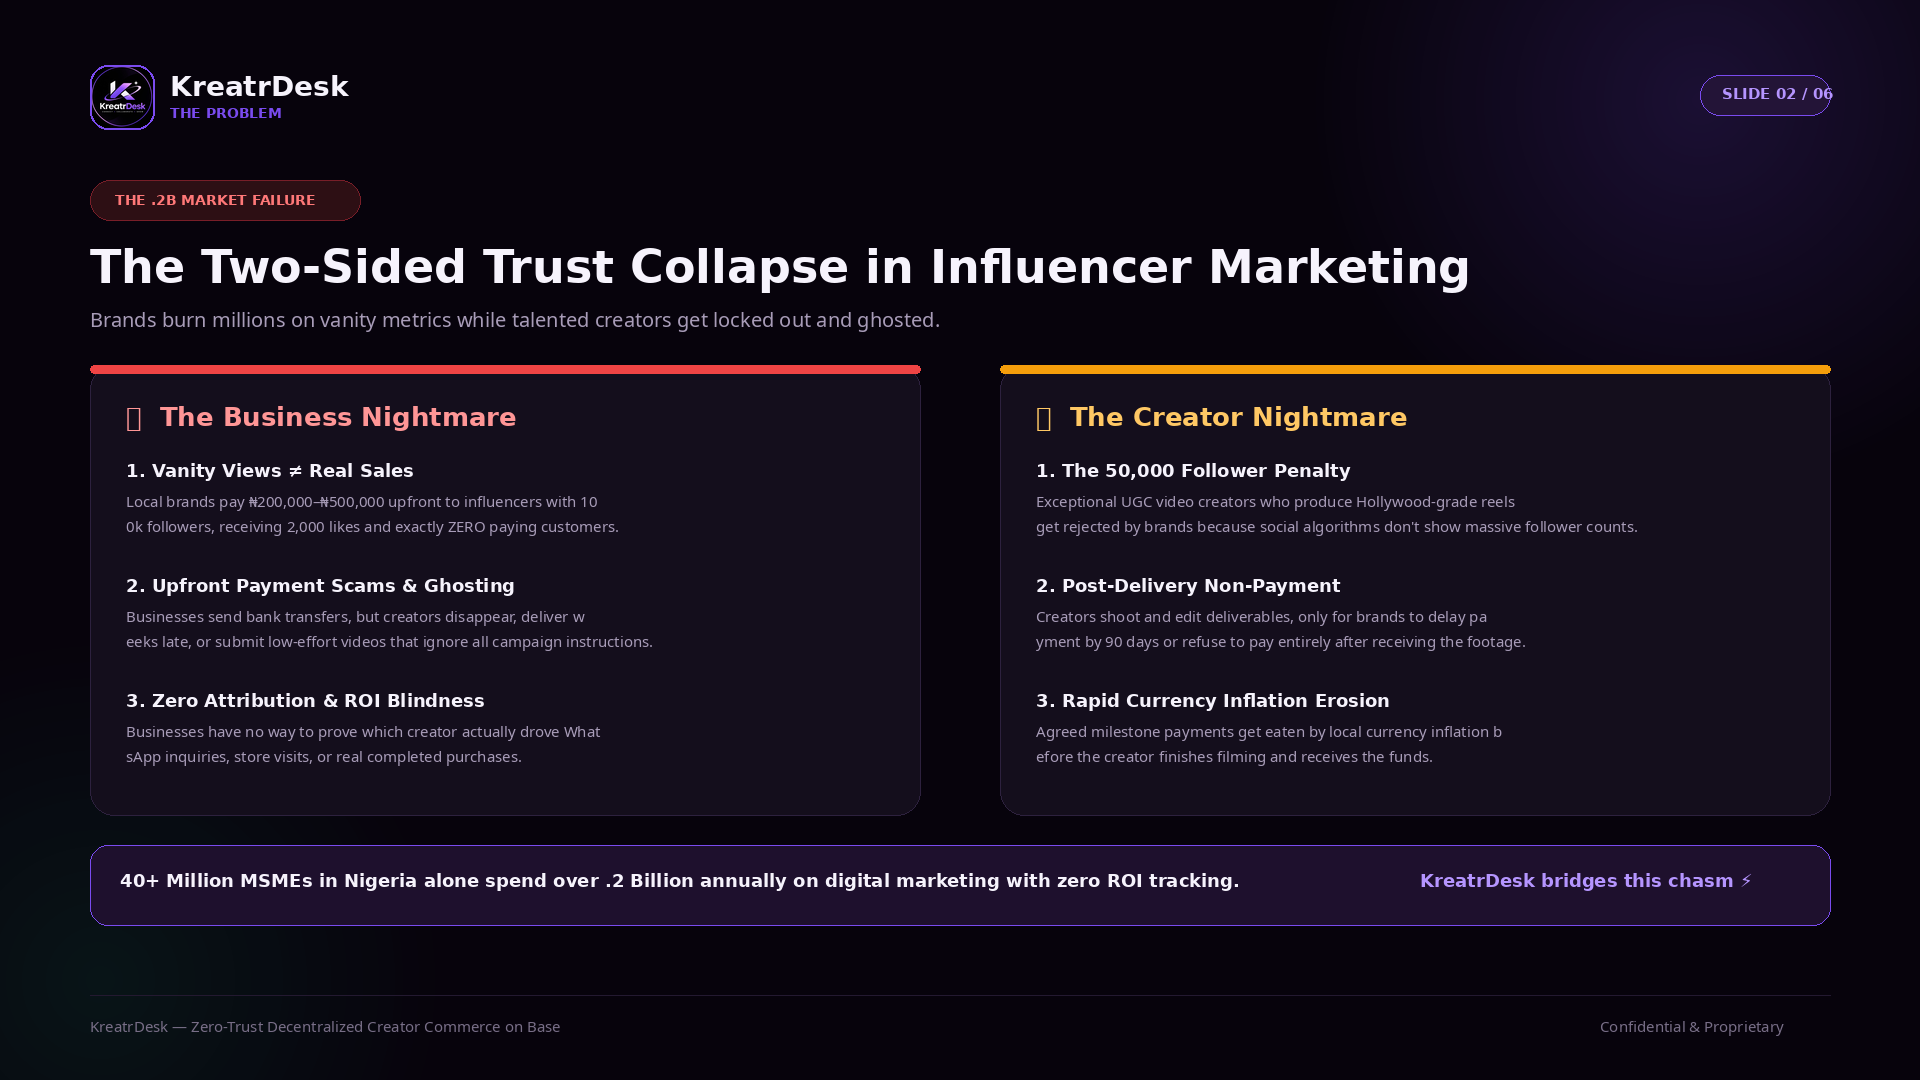 KreatrDesk
KreatrDesk
THE PROBLEM
SLIDE 02 / 06
THE .2B MARKET FAILURE
The Two-Sided Trust Collapse in Influencer Marketing
Brands burn millions on vanity metrics while talented creators get locked out and ghosted.
The Business Nightmare
1. Vanity Views ≠ Real Sales
Local brands pay ₦200,000–₦500,000 upfront to influencers with 10
0k followers, receiving 2,000 likes and exactly ZERO paying customers.
2. Upfront Payment Scams & Ghosting
Businesses send bank transfers, but creators disappear, deliver w
eeks late, or submit low-effort videos that ignore all campaign instructions.
3. Zero Attribution & ROI Blindness
Businesses have no way to prove which creator actually drove What
sApp inquiries, store visits, or real completed purchases.
The Creator Nightmare
1. The 50,000 Follower Penalty
Exceptional UGC video creators who produce Hollywood-grade reels
get rejected by brands because social algorithms don't show massive follower counts.
2. Post-Delivery Non-Payment
Creators shoot and edit deliverables, only for brands to delay pa
yment by 90 days or refuse to pay entirely after receiving the footage.
3. Rapid Currency Inflation Erosion
Agreed milestone payments get eaten by local currency inflation b
efore the creator finishes filming and receives the funds.
40+ Million MSMEs in Nigeria alone spend over .2 Billion annually on digital marketing with zero ROI tracking.
KreatrDesk bridges this chasm ⚡
KreatrDesk — Zero-Trust Decentralized Creator Commerce on Base
Confidential & Proprietary